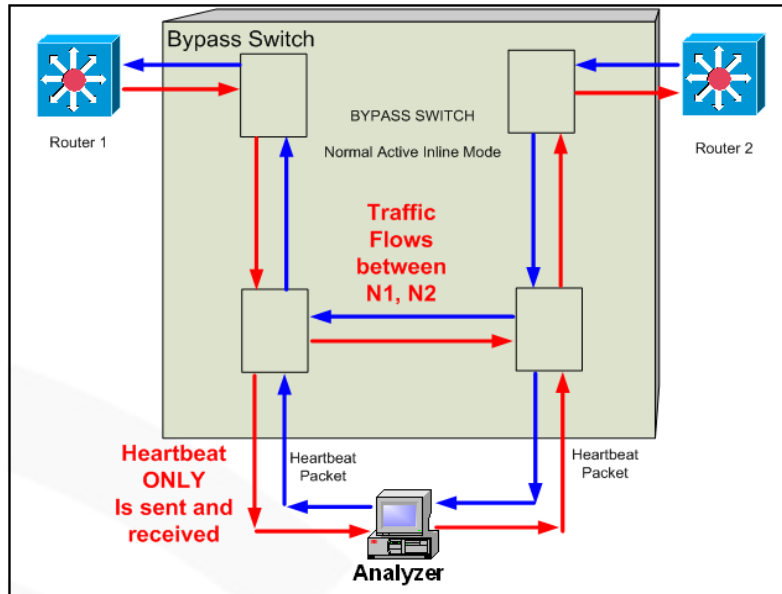 Bypass Switch
Router 1
BYPASS SWITCH
Normal Active Inline Mode
Router 2
Traffic
Flows
between
N1, N2
Heartbeat
ONLY
Is sent and
received
Heartbeat
Packet
Heartbeat
Packet
Analyzer